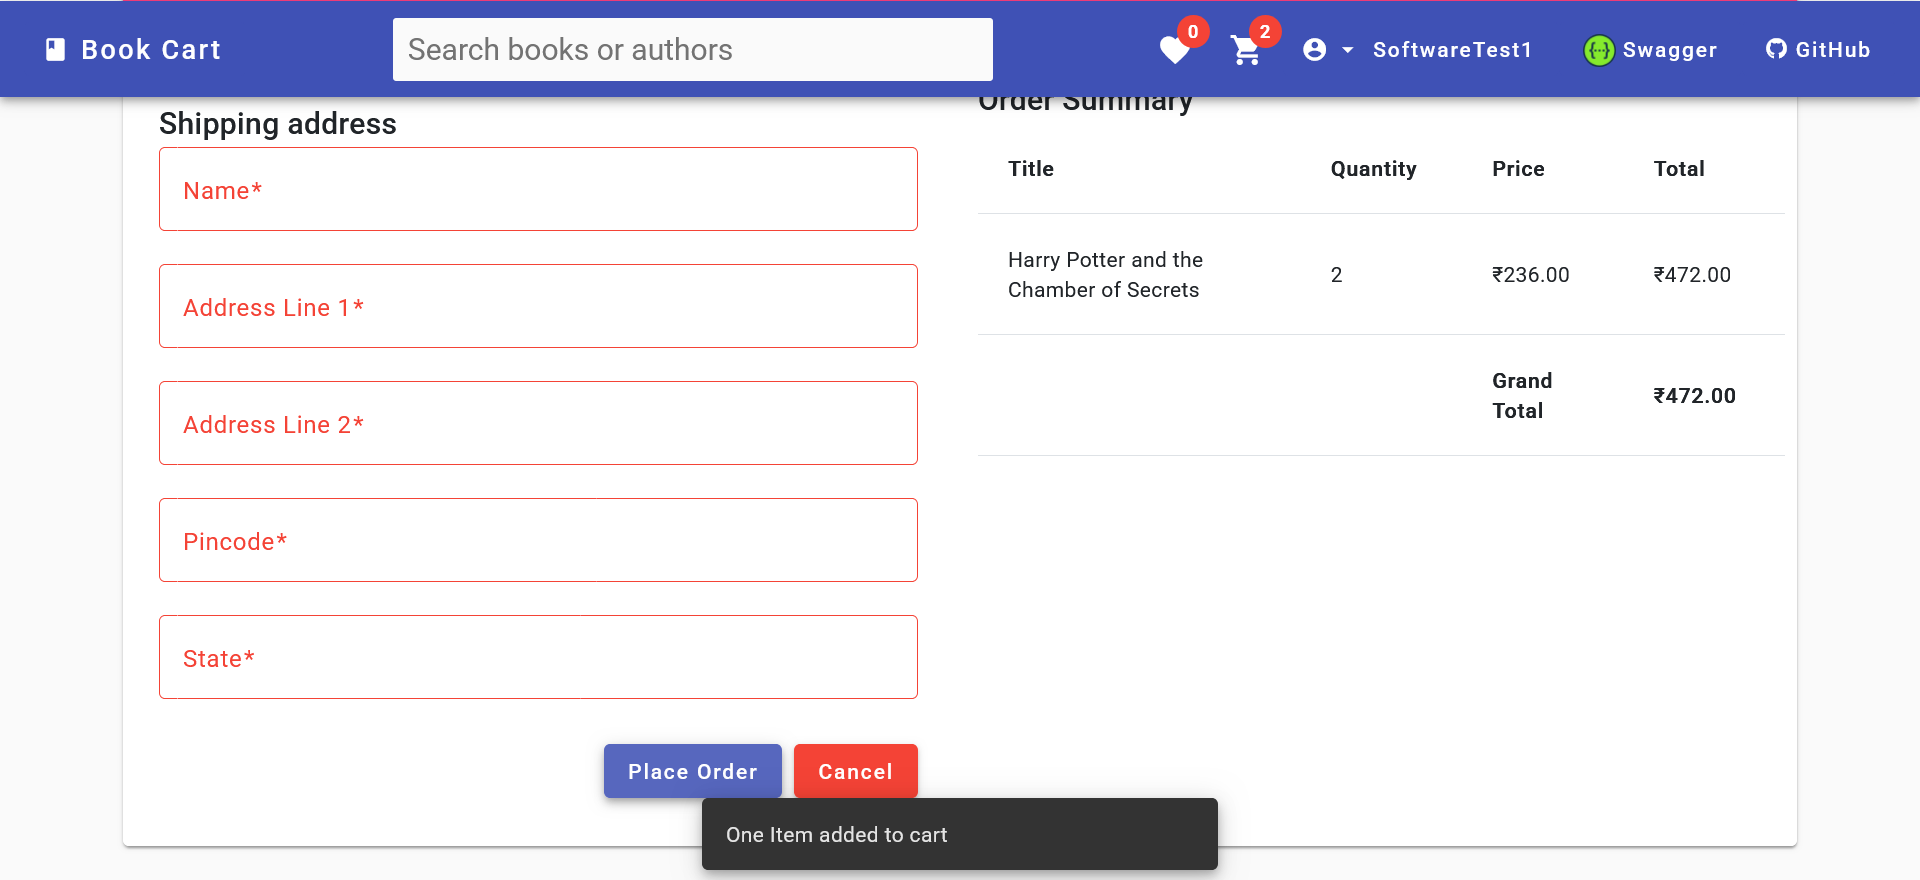 Book Cart
Search books or authors
0
2
SoftwareTest1
Swagger
GitHub
Shipping address
Name*
Address Line 1*
Address Line 2*
Pincode*
State*
Place Order
Cancel
Order Summary
Title Quantity Price Total
Harry Potter and the
Chamber of Secrets
2 ₹236.00 ₹472.00
Grand
Total
₹472.00
One Item added to cart